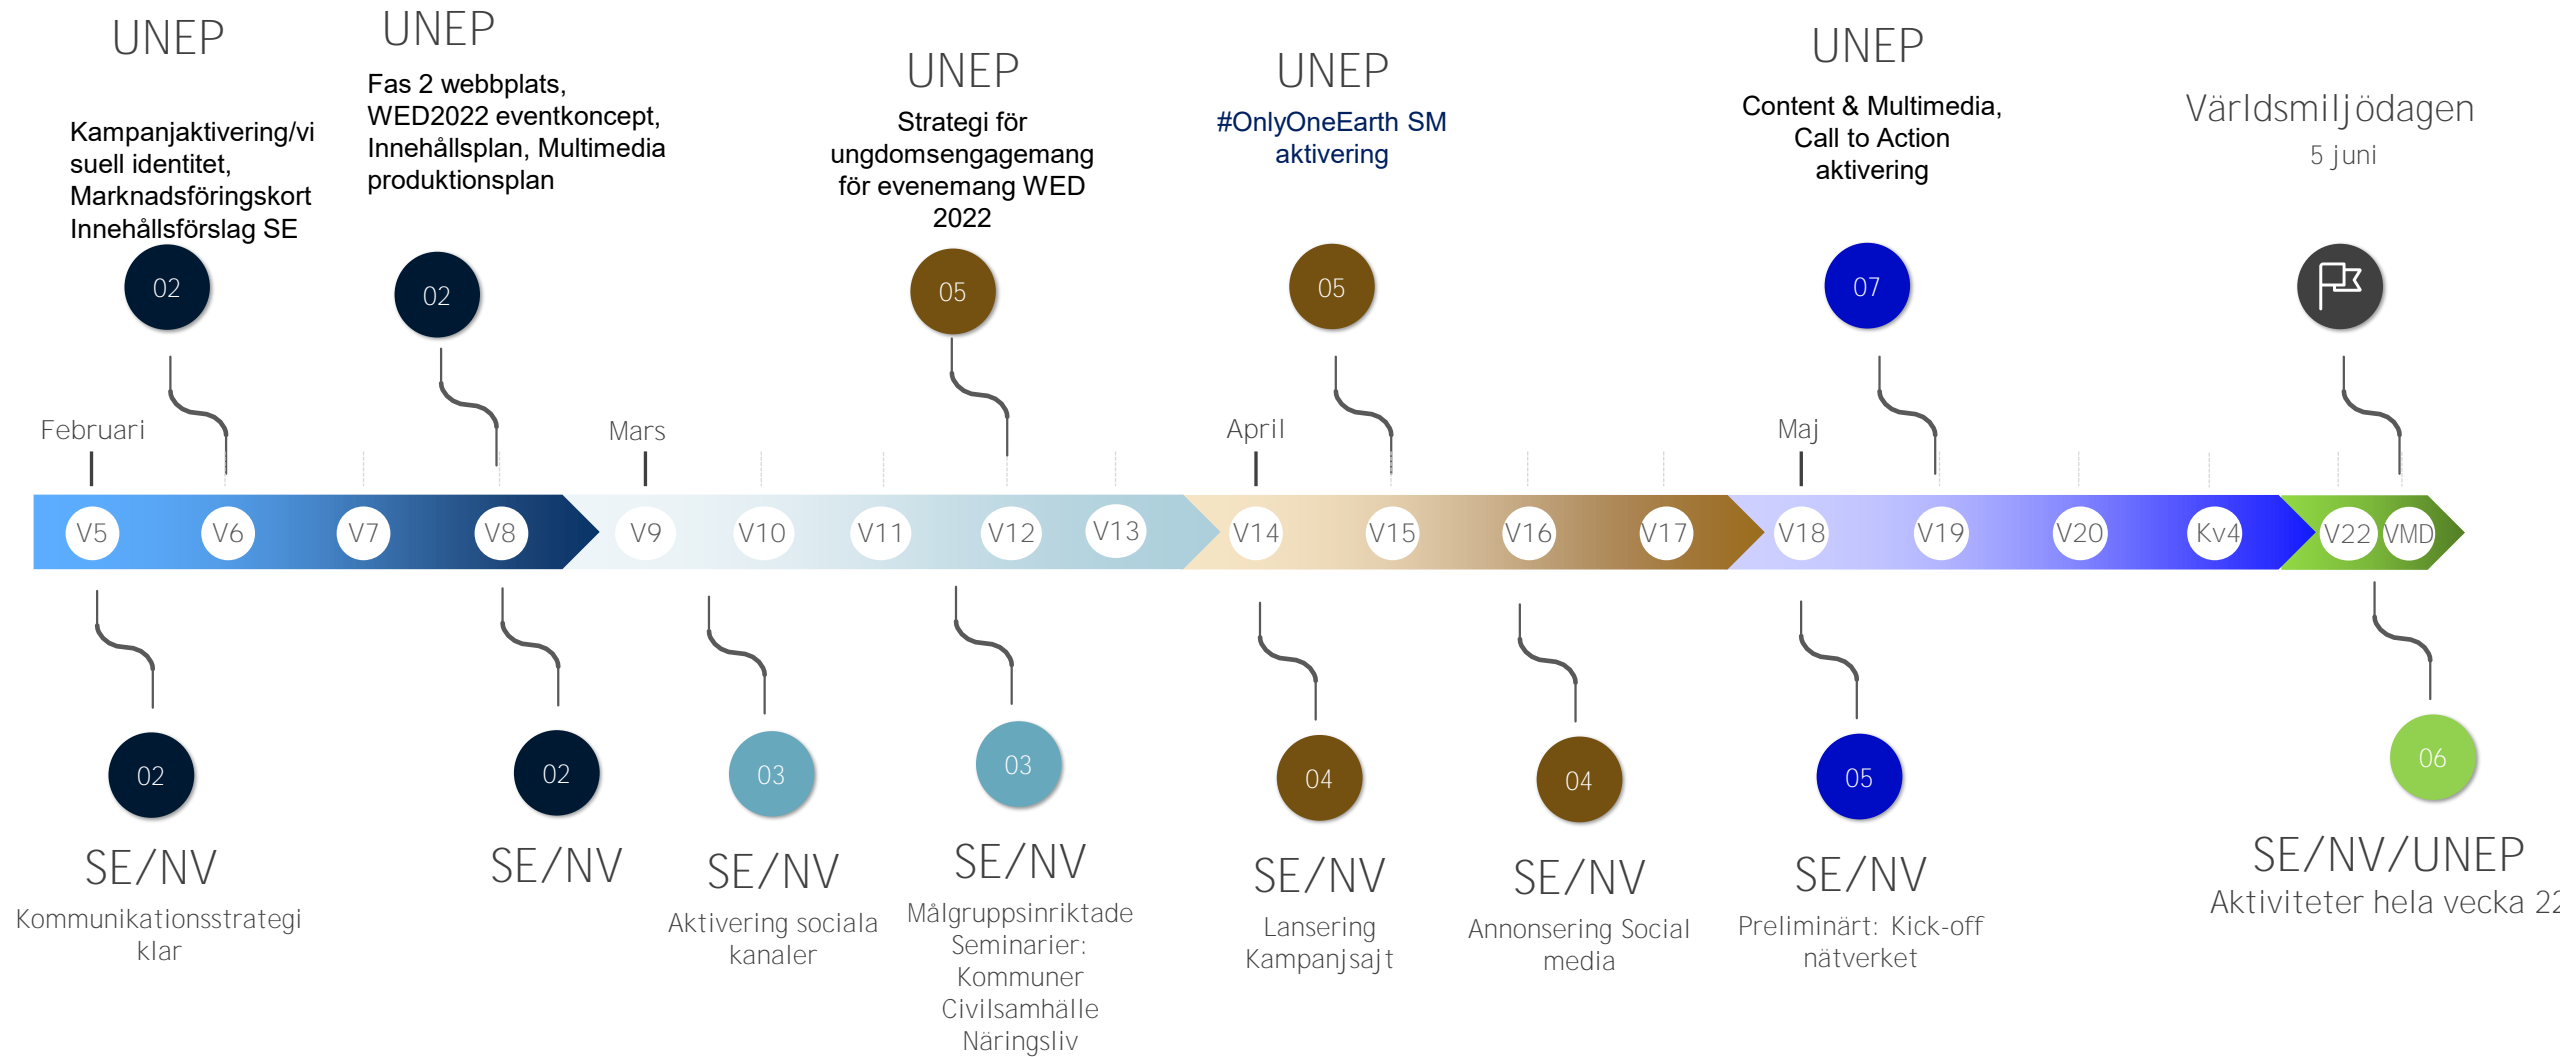 UNEP
Kampanjaktivering/vi
suell identitet,
Marknadsföringskort
Innehållsförslag SE
02
UNEP
Fas 2 webbplats,
WED2022 eventkoncept,
Innehållsplan, Multimedia
produktionsplan
02
UNEP
Strategi för
ungdomsengagemang
för evenemang WED
2022
05
UNEP
#OnlyOneEarth SM
aktivering
05
UNEP
Content & Multimedia,
Call to Action
aktivering
07
Världsmiljödagen
5 juni
Februari
Mars
April
Maj
V5 V6 V7 V8 V9 V10 V11 V12 V13 V14 V15 V16 V17 V18 V19 V20 Kv4 V22 VMD
02
SE/NV
Kommunikationsstrategi
klar
02
SE/NV
03
SE/NV
Aktivering sociala
kanaler
03
SE/NV
Målgruppsinriktade
Seminarier:
Kommuner
Civilsamhälle
Näringsliv
04
SE/NV
Lansering
Kampanjsajt
04
SE/NV
Annonsering Social
media
05
SE/NV
Preliminärt: Kick-off
nätverket
06
SE/NV/UNEP
Aktiviteter hela vecka 22